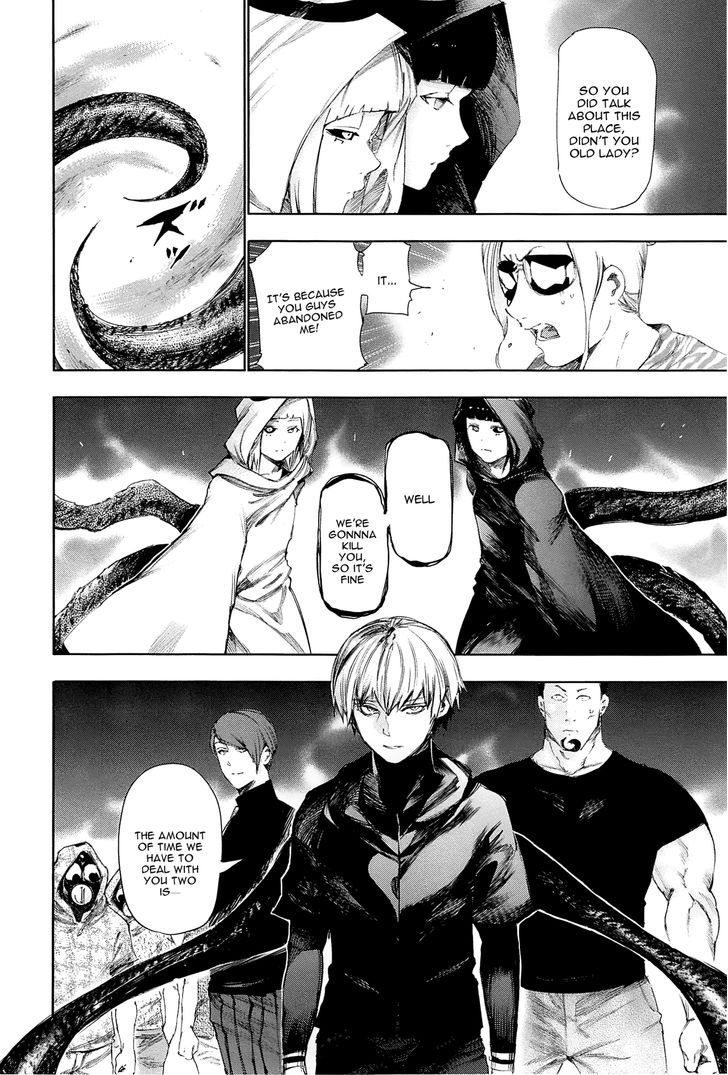 SO YOU
DID TALK
ABOUT THIS
PLACE,
DIDN'T YOU
OLD LADY?
IT...
IT'S BECAUSE
YOU GUYS
ABANDONED
ME!
WELL
WE'RE
GONNNA
KILL
YOU,
SO IT'S
FINE
THE AMOUNT
OF TIME WE
HAVE TO
DEAL WITH
YOU TWO
IS.....